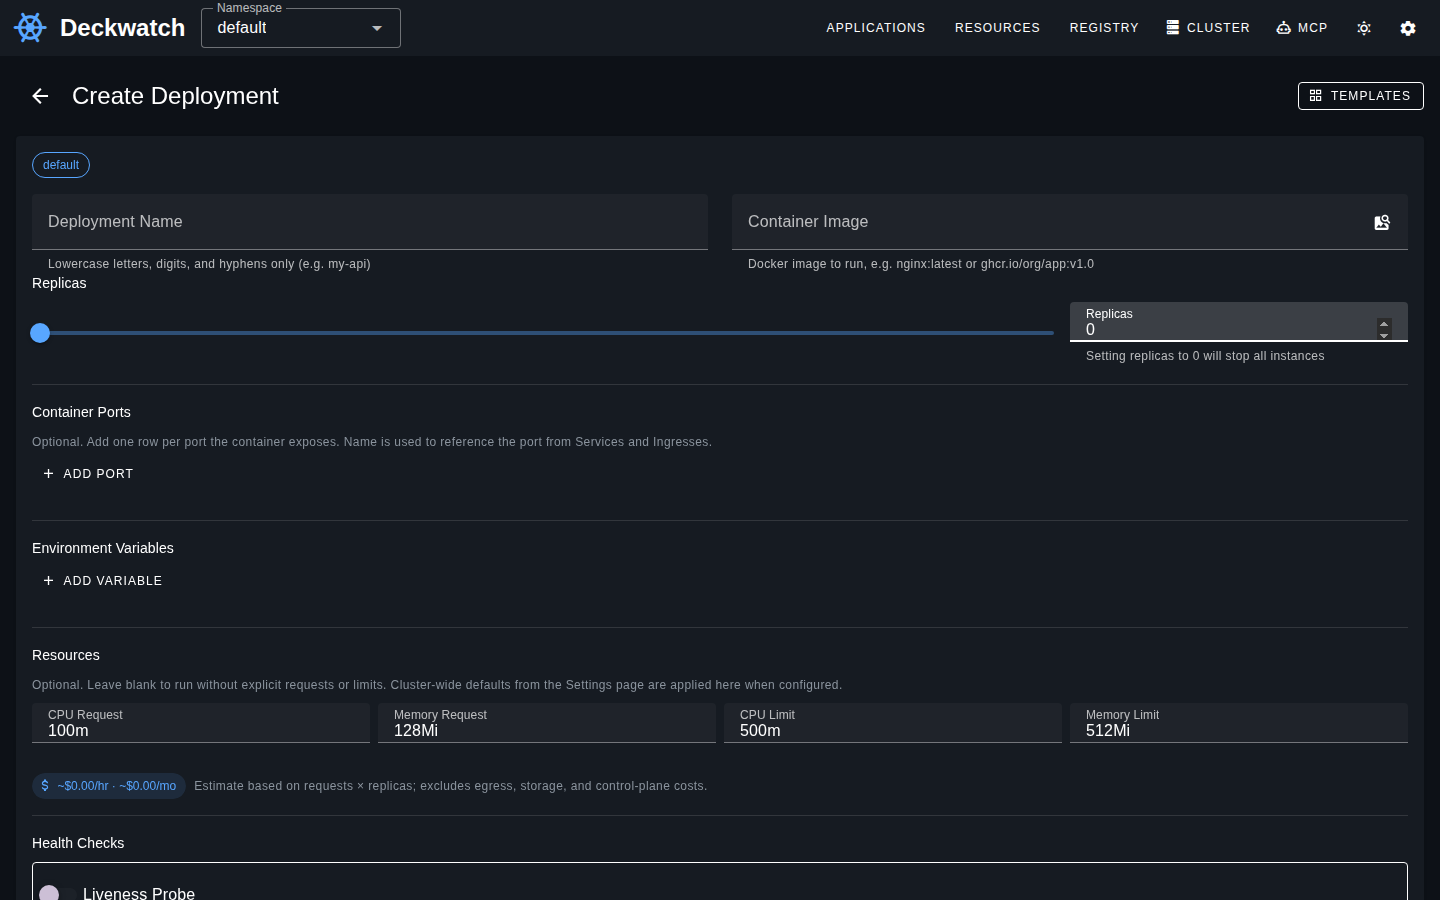 Deckwatch
Namespace
default
APPLICATIONS
RESOURCES
REGISTRY
CLUSTER
MCP
Create Deployment
TEMPLATES
default
Deployment Name
Container Image
Lowercase letters, digits, and hyphens only (e.g. my-api)
Docker image to run, e.g. nginx:latest or ghcr.io/org/app:v1.0
Replicas
Replicas
0
Setting replicas to 0 will stop all instances
Container Ports
Optional. Add one row per port the container exposes. Name is used to reference the port from Services and Ingresses.
ADD PORT
Environment Variables
ADD VARIABLE
Resources
Optional. Leave blank to run without explicit requests or limits. Cluster-wide defaults from the Settings page are applied here when configured.
CPU Request
100m
Memory Request
128Mi
CPU Limit
500m
Memory Limit
512Mi
~$0.00/hr · ~$0.00/mo
Estimate based on requests × replicas; excludes egress, storage, and control-plane costs.
Health Checks
Liveness Probe